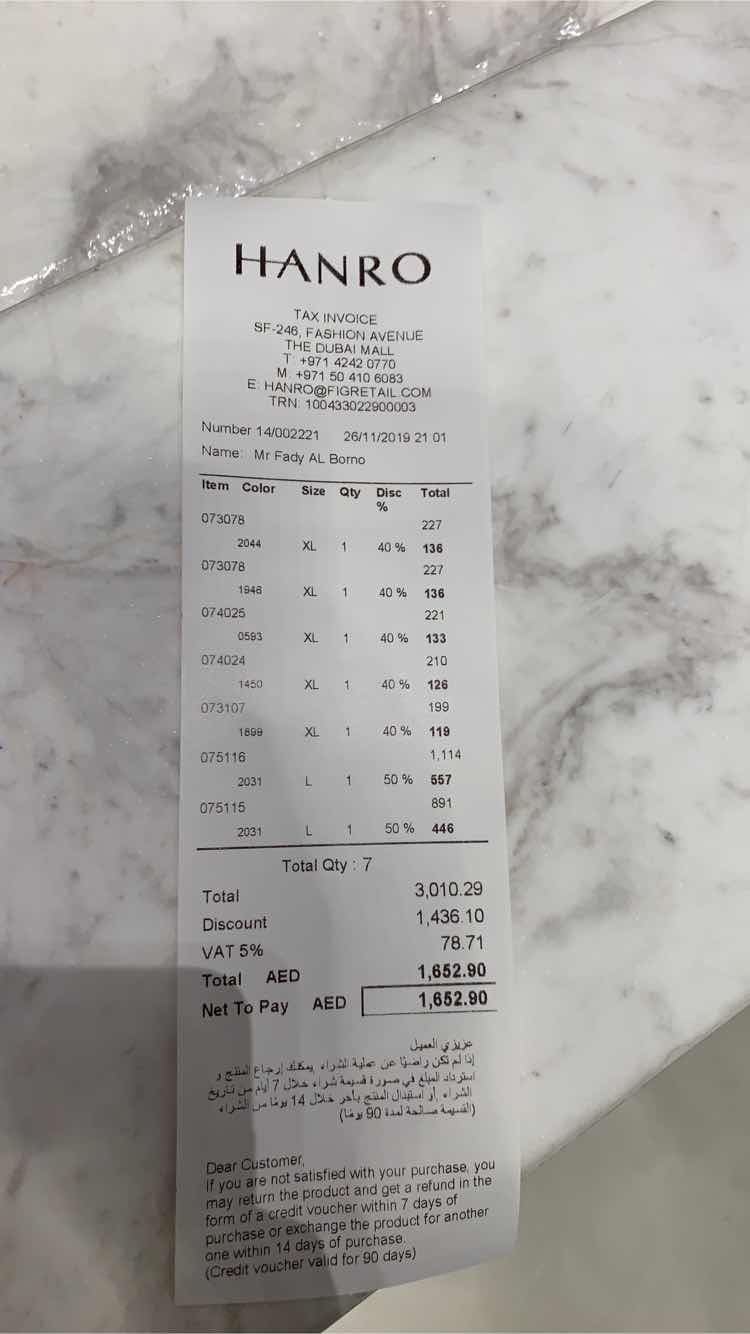 HANRO
TAX INVOICE
SF-246, FASHION AVENUE
THE DUBAI MALL
T: +971 4242 0770
M: +971 50 410 6083
E: HANRO@FIGRETAIL.COM
TRN: 100433022900003
Number 14/002221 26/11/2019 21 01
Name: Mr Fady AL Borno
Item Color Size Qty Disc % Total
073078 227
2044 XL 1 40 % 136
073078 227
1946 XL 1 40 % 136
074025 221
0593 XL 1 40 % 133
074024 210
1450 XL 1 40 % 126
073107 199
1899 XL 1 40 % 119
075116 1,114
2031 L 1 50 % 557
075115 891
2031 L 1 50 % 446
Total Qty : 7
Total 3,010.29
Discount 1,436.10
VAT 5% 78.71
Total AED 1,652.90
Net To Pay AED 1,652.90
عزيزي العميل
إذا لم تكن راضيًا عن عملية الشراء، يمكنك إرجاع المنتج و
استرداد المبلغ في صورة قسيمة شراء خلال 7 أيام من تاريخ
الشراء، أو استبدال المنتج بآخر خلال 14 يومًا من الشراء
(القسيمة صالحة لمدة 90 يومًا)
Dear Customer,
If you are not satisfied with your purchase, you
may return the product and get a refund in the
form of a credit voucher within 7 days of
purchase or exchange the product for another
one within 14 days of purchase.
(Credit voucher valid for 90 days)